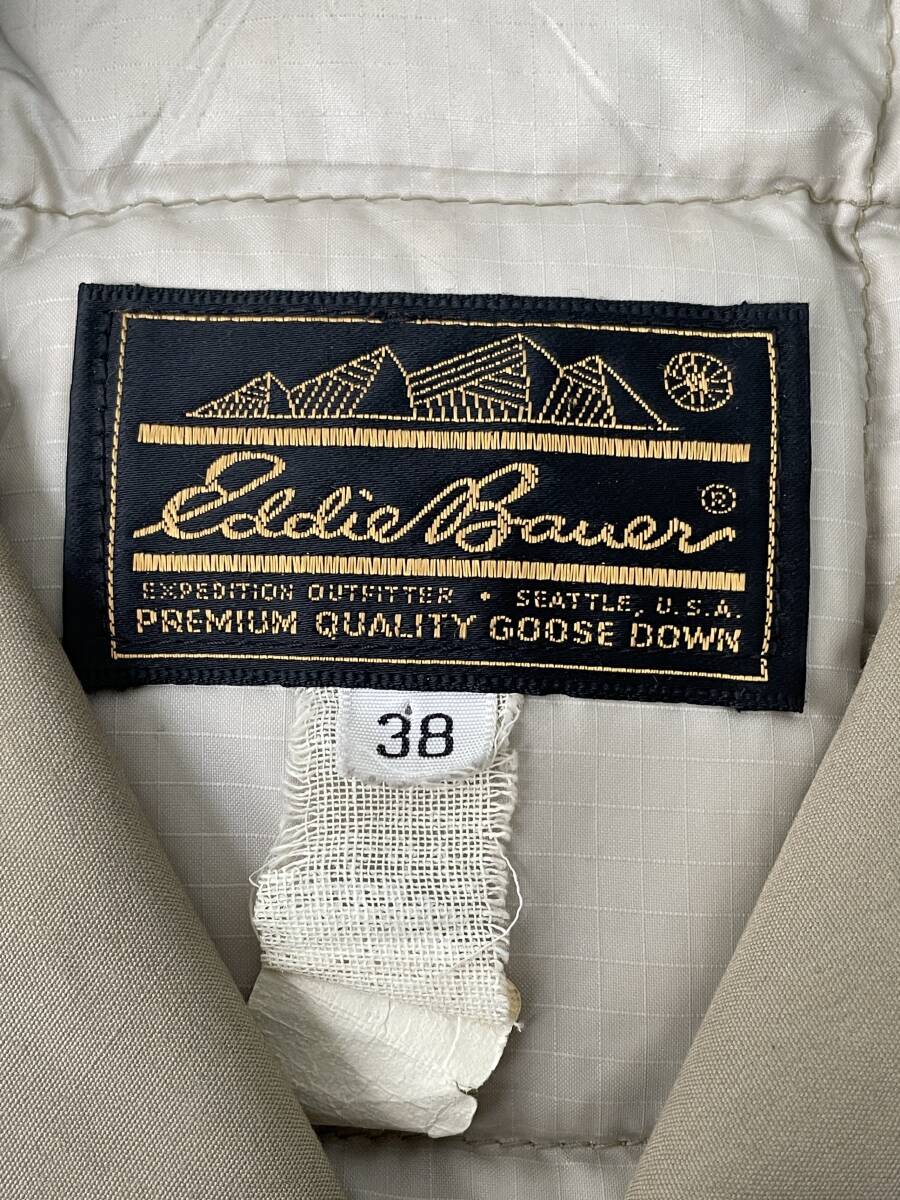 Eddie Bauer ®
EXPEDITION OUTFITTER • SEATTLE, U.S.A.
PREMIUM QUALITY GOOSE DOWN
38